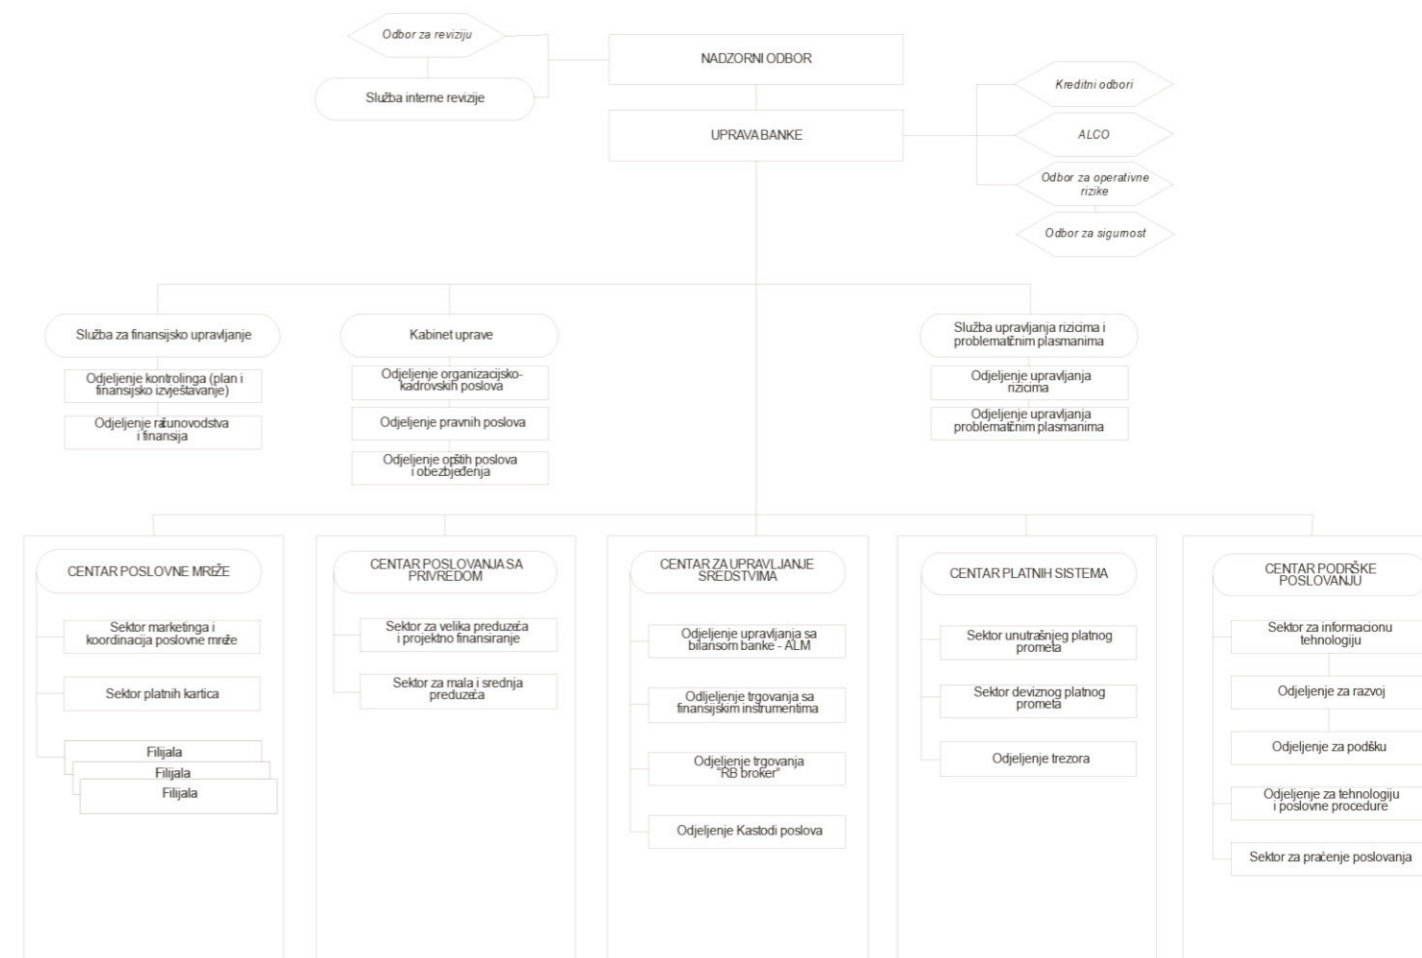 Odbor za reviziju
Služba interne revizije
NADZORNI ODBOR
UPRAVA BANKE
Kreditni odbori
ALCO
Odbor za operativne
rizike
Odbor za sigurnost
Služba za finansijsko upravljanje
Odjeljenje kontrolinga (plan i
finansijsko izvještavanje)
Odjeljenje računovodstva
i finansija
Kabinet uprave
Odjeljenje organizacijsko-
kadrovskih poslova
Odjeljenje pravnih poslova
Odjeljenje opštih poslova
i obezbjeđenja
Služba upravljanja rizicima i
problematičnim plasmanima
Odjeljenje upravljanja
rizicima
Odjeljenje upravljanja
problematičnim plasmanima
CENTAR POSLOVNE MREŽE
Sektor marketinga i
koordinacija poslovne mreže
Sektor platnih kartica
Filijala
Filijala
Filijala
CENTAR POSLOVANJA SA
PRIVREDOM
Sektor za velika preduzeća
i projektno finansiranje
Sektor za mala i srednja
preduzeća
CENTAR ZA UPRAVLJANJE
SREDSTVIMA
Odjeljenje upravljanja sa
bilansom banke - ALM
Odljeljenje trgovanja sa
finansijskim instrumentima
Odjeljenje trgovanja
"RB broker"
Odjeljenje Kastodi poslova
CENTAR PLATNIH SISTEMA
Sektor unutrašnjeg platnog
prometa
Sektor deviznog platnog
prometa
Odjeljenje trezora
CENTAR PODRŠKE
POSLOVANJU
Sektor za informacionu
tehnologiju
Odjeljenje za razvoj
Odjeljenje za podršku
Odjeljenje za tehnologiju
i poslovne procedure
Sektor za praćenje poslovanja